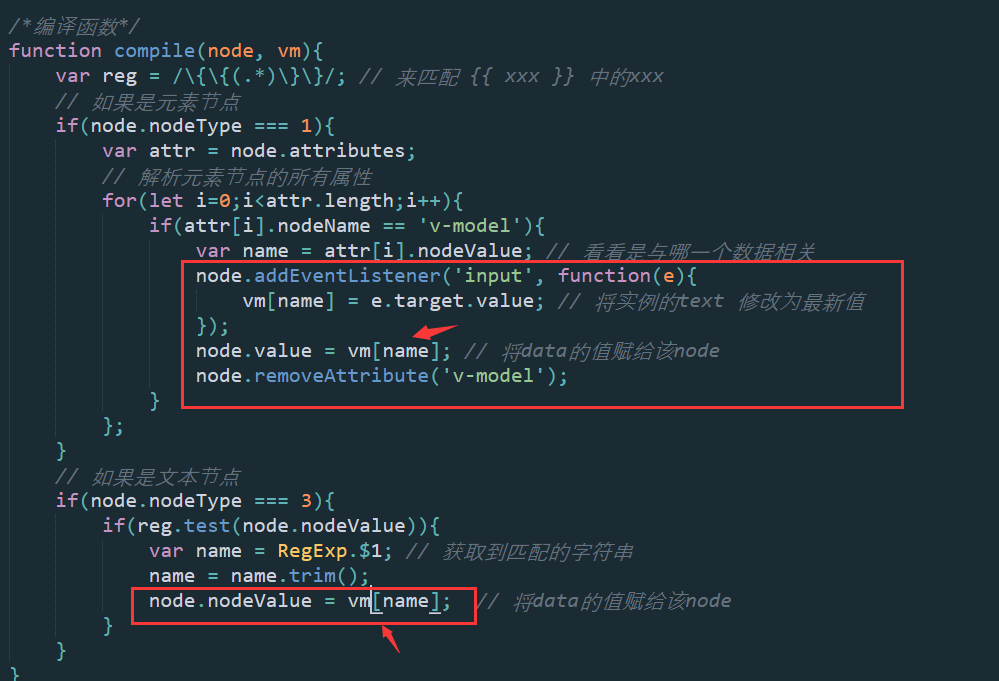 /*编译函数*/
function compile(node, vm){
    var reg = /\{\{(.*)\}\}/; // 来匹配 {{ xxx }} 中的xxx
    // 如果是元素节点
    if(node.nodeType === 1){
        var attr = node.attributes;
        // 解析元素节点的所有属性
        for(let i=0;i<attr.length;i++){
            if(attr[i].nodeName == 'v-model'){
                var name = attr[i].nodeValue; // 看看是与哪一个数据相关
                node.addEventListener('input', function(e){
                    vm[name] = e.target.value; // 将实例的text 修改为最新值
                });
                node.value = vm[name]; // 将data的值赋给该node
                node.removeAttribute('v-model');
            }
        };
    }
    // 如果是文本节点
    if(node.nodeType === 3){
        if(reg.test(node.nodeValue)){
            var name = RegExp.$1; // 获取到匹配的字符串
            name = name.trim();
            node.nodeValue = vm[name]; // 将data的值赋给该node
        }
    }
}